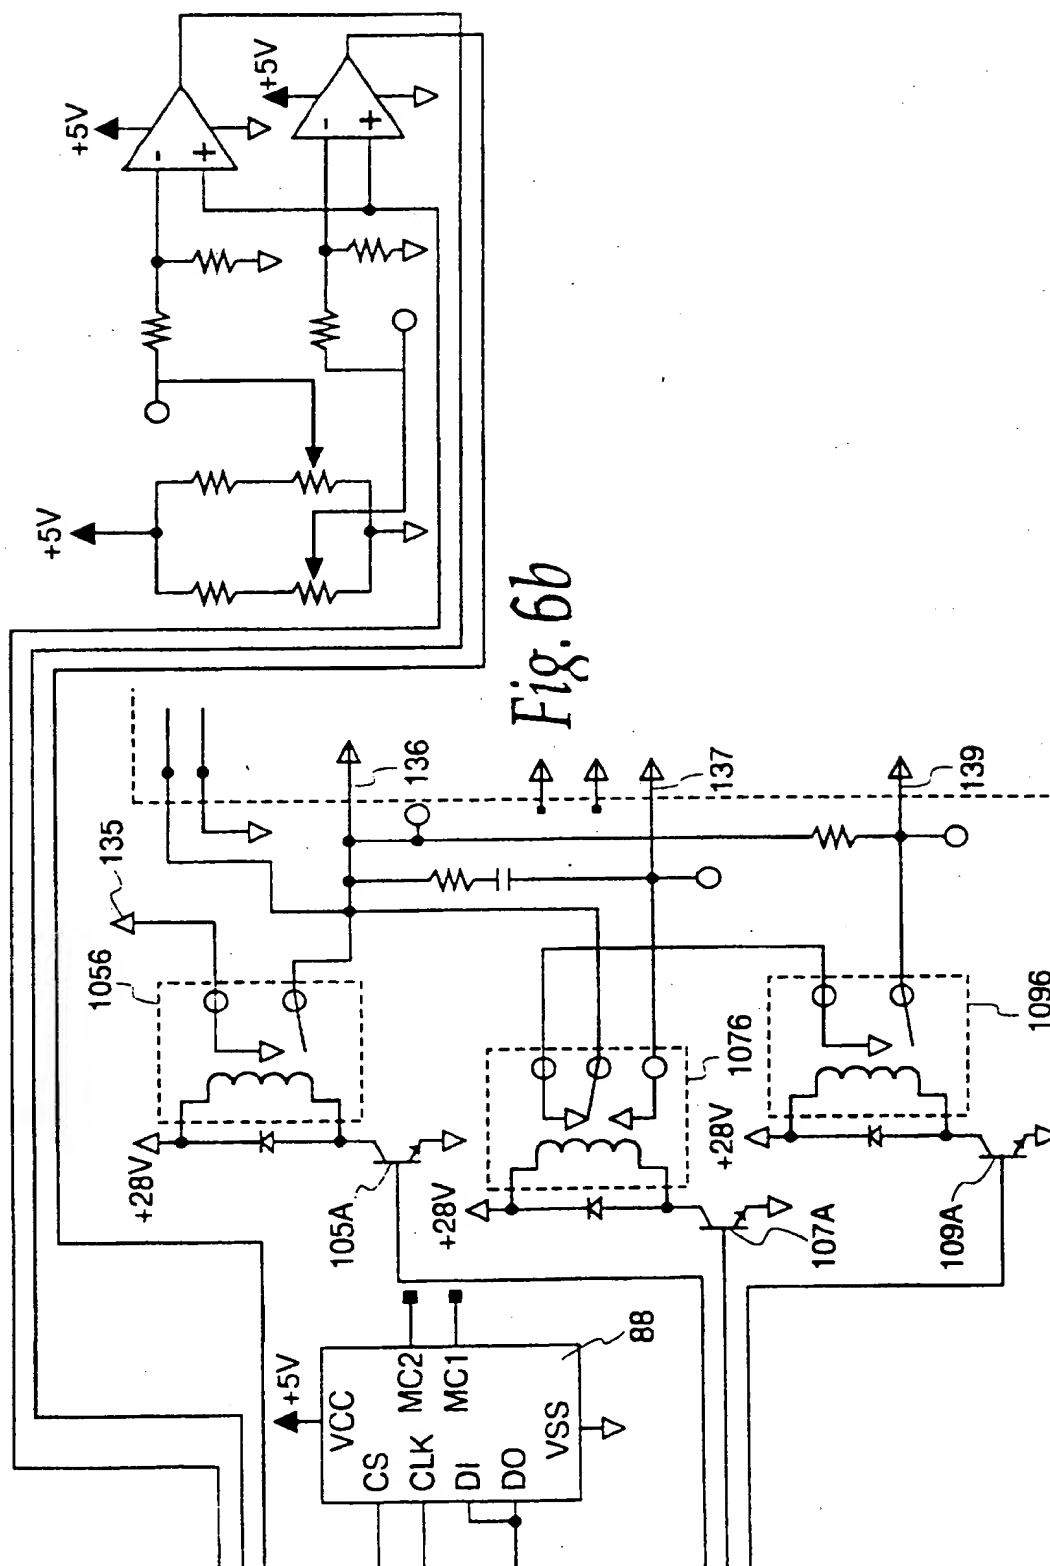 +5V
+5V
-
+
-
+
+5V
Fig. 6b
135
136
137
139
1056
1076
1096
+28V
+28V
+28V
105A
107A
109A
+5V
VCC
CS
CLK
DI
DO
MC2
MC1
VSS
88